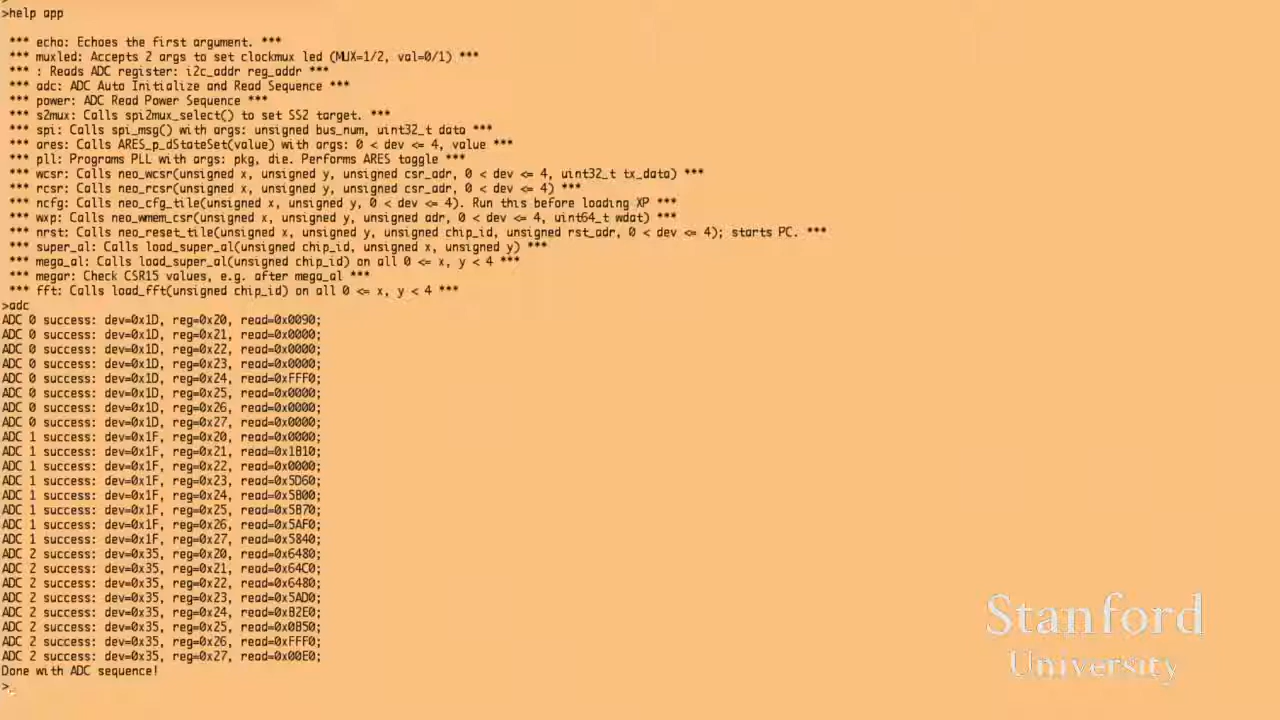 >help app
*** echo: Echoes the first argument. ***
*** muxled: Accepts 2 args to set clockmux led (MUX=1/2, val=0/1) ***
*** : Reads ADC register: i2c_addr reg_addr ***
*** adc: ADC Auto Initialize and Read Sequence ***
*** power: ADC Read Power Sequence ***
*** s2mux: Calls spi2mux_select() to set SS2 target. ***
*** spi: Calls spi_msg() with args: unsigned bus_num, uint32_t data ***
*** ares: Calls ARES_p_dStateSet(value) with args: 0 < dev <= 4, value ***
*** pll: Programs PLL with args: pkg, die. Performs ARES toggle ***
*** wcsr: Calls neo_wcsr(unsigned x, unsigned y, unsigned csr_adr, 0 < dev <= 4, uint32_t tx_data) ***
*** rcsr: Calls neo_rcsr(unsigned x, unsigned y, unsigned csr_adr, 0 < dev <= 4) ***
*** ncfg: Calls neo_cfg_tile(unsigned x, unsigned y, 0 < dev <= 4). Run this before loading XP ***
*** wxp: Calls neo_wmem_csr(unsigned x, unsigned y, unsigned adr, 0 < dev <= 4, uint64_t wdat) ***
*** nrst: Calls neo_reset_tile(unsigned x, unsigned y, unsigned chip_id, unsigned rst_adr, 0 < dev <= 4); starts PC. ***
*** super_al: Calls load_super_al(unsigned chip_id, unsigned x, unsigned y) ***
*** mega_al: Calls load_super_al(unsigned chip_id) on all 0 <= x, y < 4 ***
*** megar: Check CSR15 values, e.g. after mega_al ***
*** fft: Calls load_fft(unsigned chip_id) on all 0 <= x, y < 4 ***
>adc
ADC 0 success: dev=0x1D, reg=0x20, read=0x0090;
ADC 0 success: dev=0x1D, reg=0x21, read=0x0000;
ADC 0 success: dev=0x1D, reg=0x22, read=0x0000;
ADC 0 success: dev=0x1D, reg=0x23, read=0x0000;
ADC 0 success: dev=0x1D, reg=0x24, read=0xFFF0;
ADC 0 success: dev=0x1D, reg=0x25, read=0x0000;
ADC 0 success: dev=0x1D, reg=0x26, read=0x0000;
ADC 0 success: dev=0x1D, reg=0x27, read=0x0000;
ADC 1 success: dev=0x1F, reg=0x20, read=0x0000;
ADC 1 success: dev=0x1F, reg=0x21, read=0x1B10;
ADC 1 success: dev=0x1F, reg=0x22, read=0x0000;
ADC 1 success: dev=0x1F, reg=0x23, read=0x5D60;
ADC 1 success: dev=0x1F, reg=0x24, read=0x5B00;
ADC 1 success: dev=0x1F, reg=0x25, read=0x5B70;
ADC 1 success: dev=0x1F, reg=0x26, read=0x5AF0;
ADC 1 success: dev=0x1F, reg=0x27, read=0x5840;
ADC 2 success: dev=0x35, reg=0x20, read=0x6480;
ADC 2 success: dev=0x35, reg=0x21, read=0x64C0;
ADC 2 success: dev=0x35, reg=0x22, read=0x6480;
ADC 2 success: dev=0x35, reg=0x23, read=0x5AD0;
ADC 2 success: dev=0x35, reg=0x24, read=0xB2E0;
ADC 2 success: dev=0x35, reg=0x25, read=0x0B50;
ADC 2 success: dev=0x35, reg=0x26, read=0xFFF0;
ADC 2 success: dev=0x35, reg=0x27, read=0x00E0;
Done with ADC sequence!
>
Stanford
University